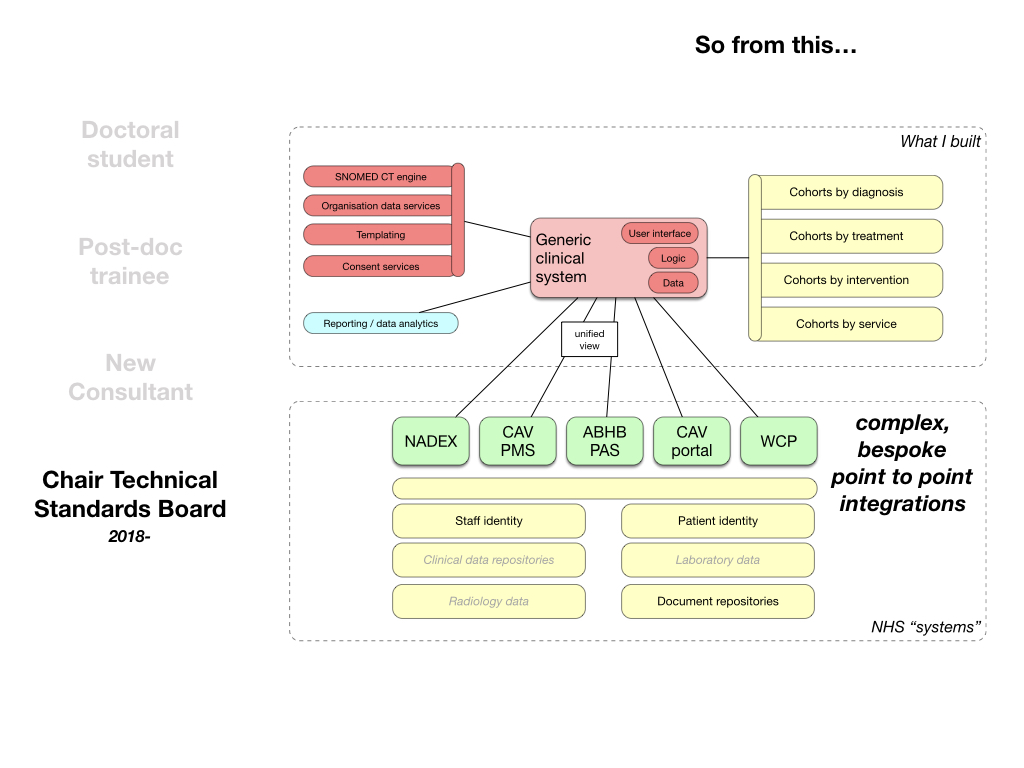 So from this…
Doctoral
student
Post-doc
trainee
New
Consultant
Chair Technical
Standards Board
2018-
What I built
SNOMED CT engine
Organisation data services
Templating
Consent services
Reporting / data analytics
Generic
clinical
system
User interface
Logic
Data
unified
view
Cohorts by diagnosis
Cohorts by treatment
Cohorts by intervention
Cohorts by service
NADEX
CAV
PMS
ABHB
PAS
CAV
portal
WCP
complex,
bespoke
point to point
integrations
Staff identity
Patient identity
Clinical data repositories
Laboratory data
Radiology data
Document repositories
NHS “systems”